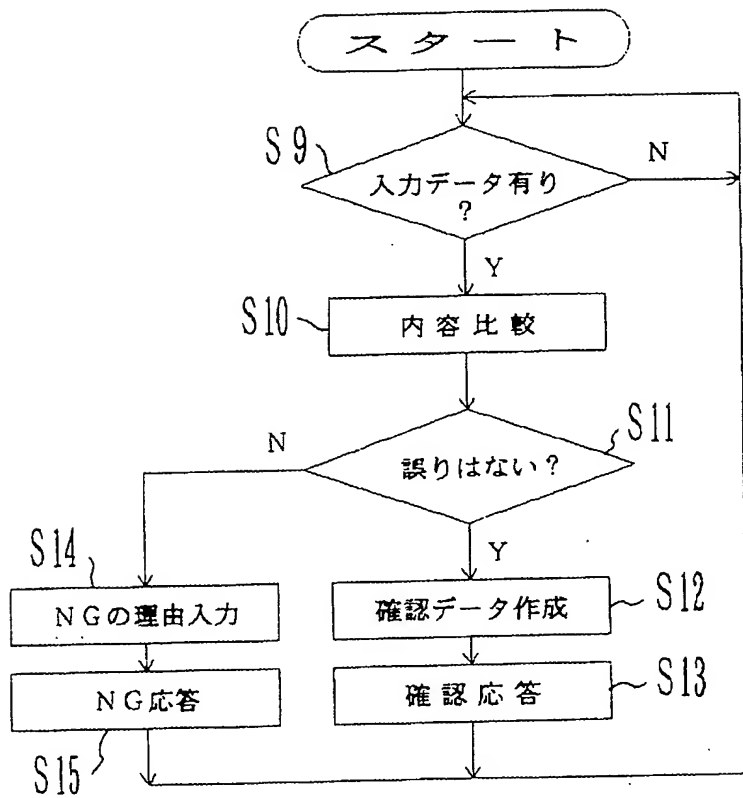 スタート
S9
N
入力データ有り
?
Y
S10
内容比較
S11
N
誤りはない?
Y
S14
NGの理由入力
確認データ作成
S12
NG応答
確認応答
S13
S15